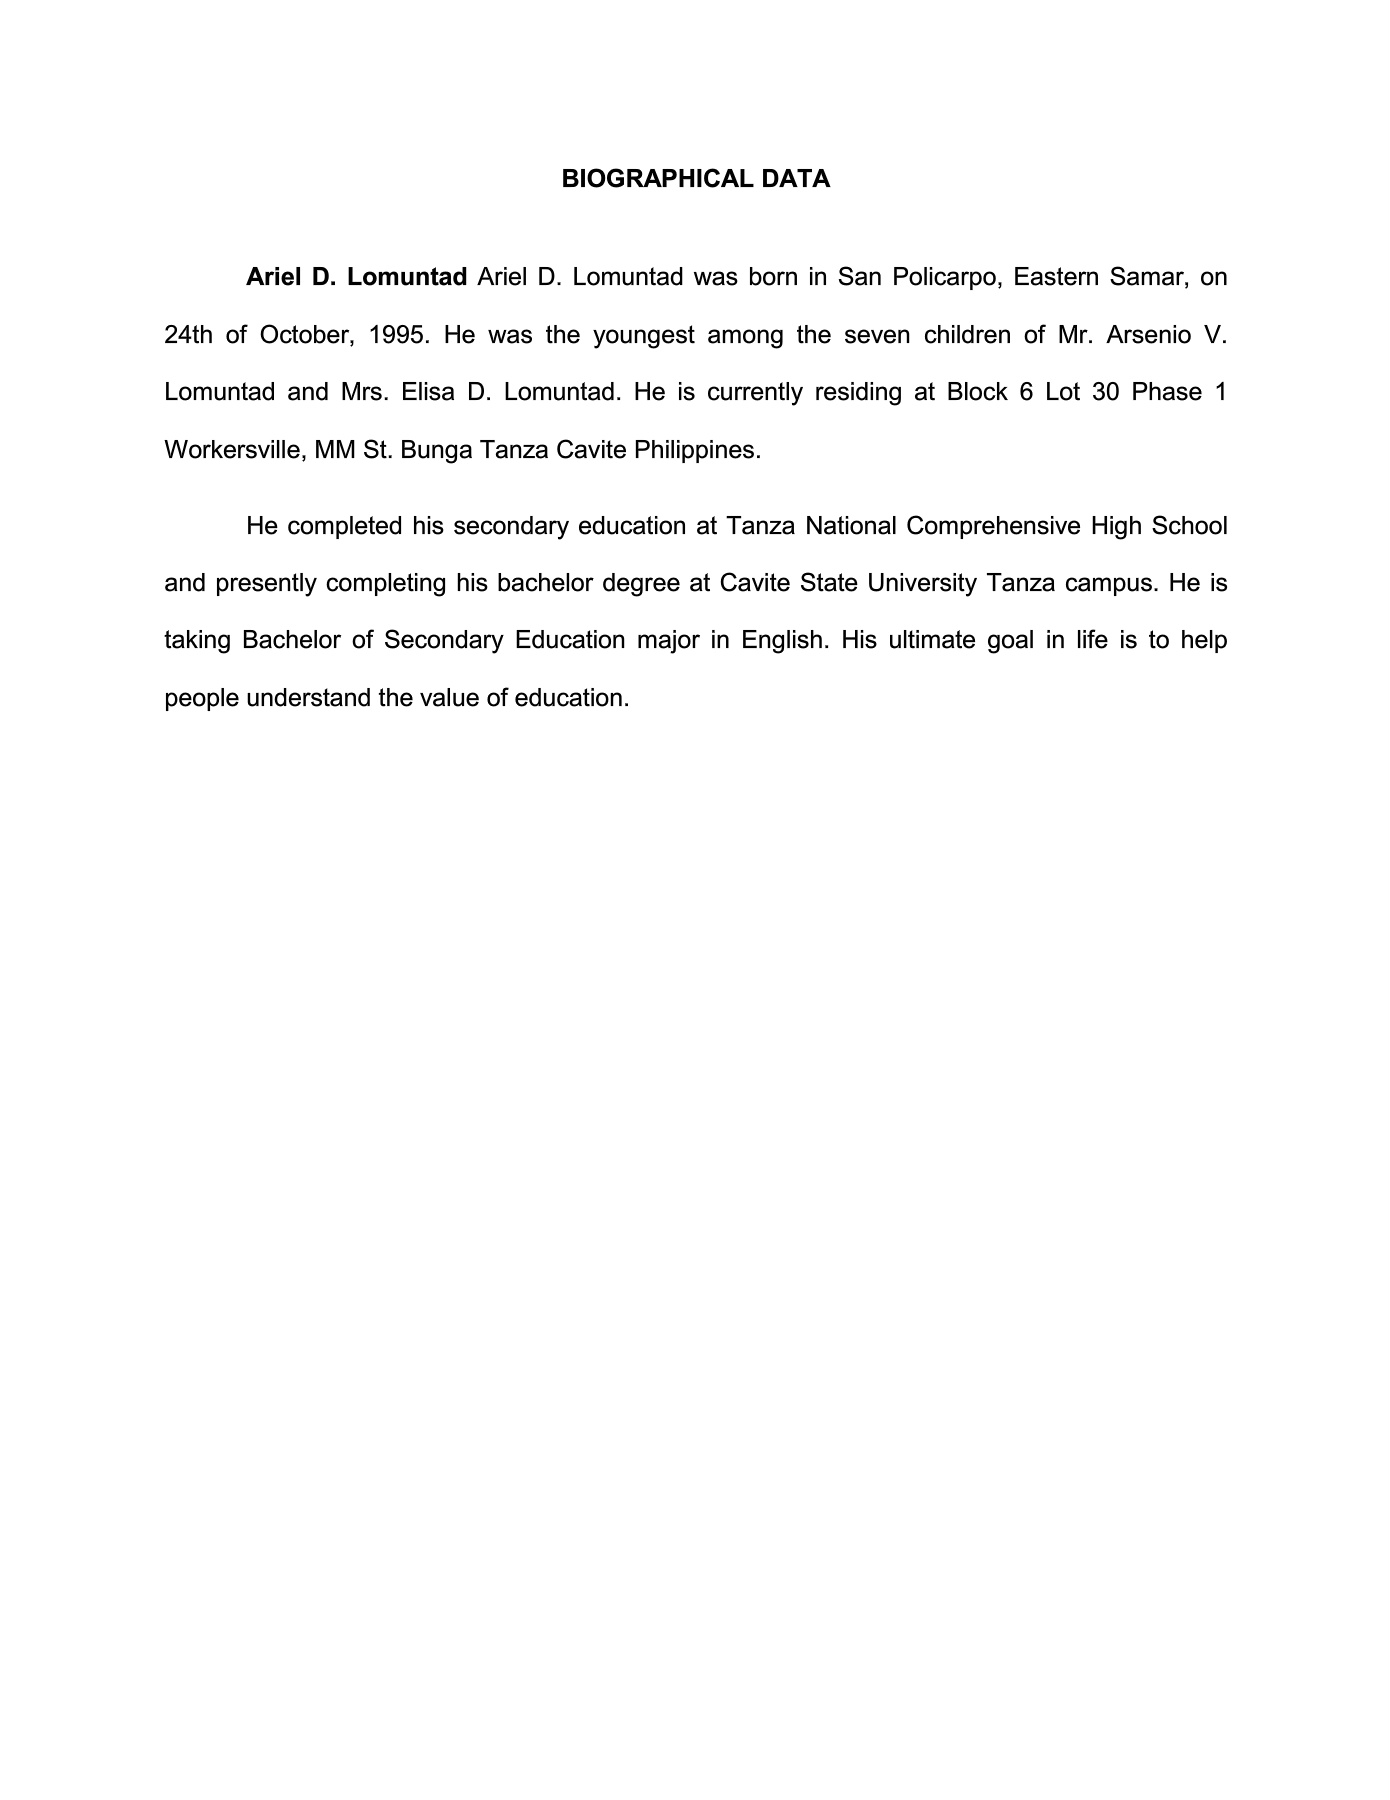 BIOGRAPHICAL DATA
Ariel D. Lomuntad Ariel D. Lomuntad was born in San Policarpo, Eastern Samar, on
24th of October, 1995. He was the youngest among the seven children of Mr. Arsenio V.
Lomuntad and Mrs. Elisa D. Lomuntad. He is currently residing at Block 6 Lot 30 Phase 1
Workersville, MM St. Bunga Tanza Cavite Philippines.
He completed his secondary education at Tanza National Comprehensive High School
and presently completing his bachelor degree at Cavite State University Tanza campus. He is
taking Bachelor of Secondary Education major in English. His ultimate goal in life is to help
people understand the value of education.